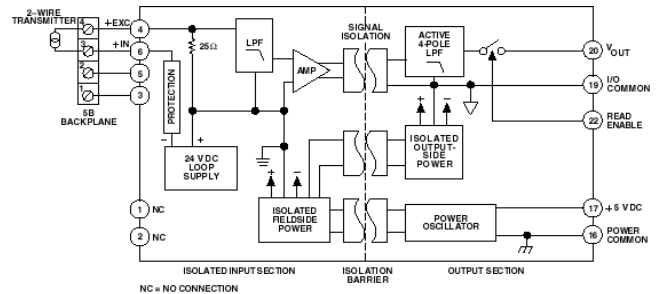 2–WIRE
TRANSMITTER
4
+EXC
4
3
+IN
6
2
5
1
3
5B
BACKPLANE
25Ω
LPF
AMP
PROTECTION
–
+
24 VDC
LOOP
SUPPLY
1
NC
2
NC
+
–
ISOLATED
FIELDSIDE
POWER
SIGNAL
ISOLATION
ACTIVE
4-POLE
LPF
20
VOUT
19
I/O
COMMON
22
READ
ENABLE
+
–
ISOLATED
OUTPUT-
SIDE
POWER
POWER
OSCILLATOR
17
+5 VDC
16
POWER
COMMON
ISOLATED INPUT SECTION
ISOLATION
BARRIER
OUTPUT SECTION
NC = NO CONNECTION